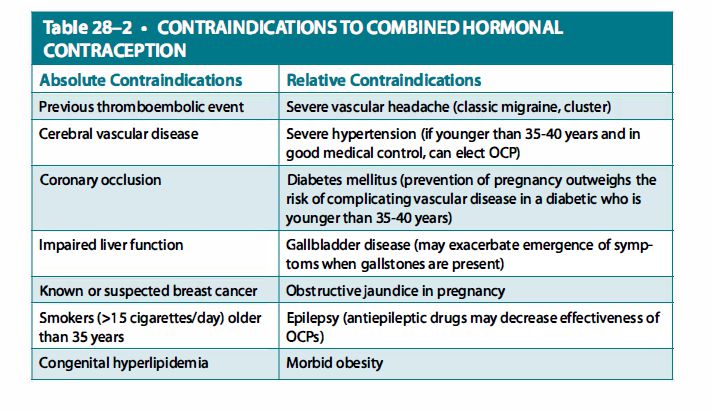 Table 28–2 • CONTRAINDICATIONS TO COMBINED HORMONAL
CONTRACEPTION
Absolute Contraindications Relative Contraindications
Previous thromboembolic event Severe vascular headache (classic migraine, cluster)
Cerebral vascular disease Severe hypertension (if younger than 35-40 years and in
good medical control, can elect OCP)
Coronary occlusion Diabetes mellitus (prevention of pregnancy outweighs the
risk of complicating vascular disease in a diabetic who is
younger than 35-40 years)
Impaired liver function Gallbladder disease (may exacerbate emergence of symp-
toms when gallstones are present)
Known or suspected breast cancer Obstructive jaundice in pregnancy
Smokers (>15 cigarettes/day) older Epilepsy (antiepileptic drugs may decrease effectiveness of
than 35 years OCPs)
Congenital hyperlipidemia Morbid obesity